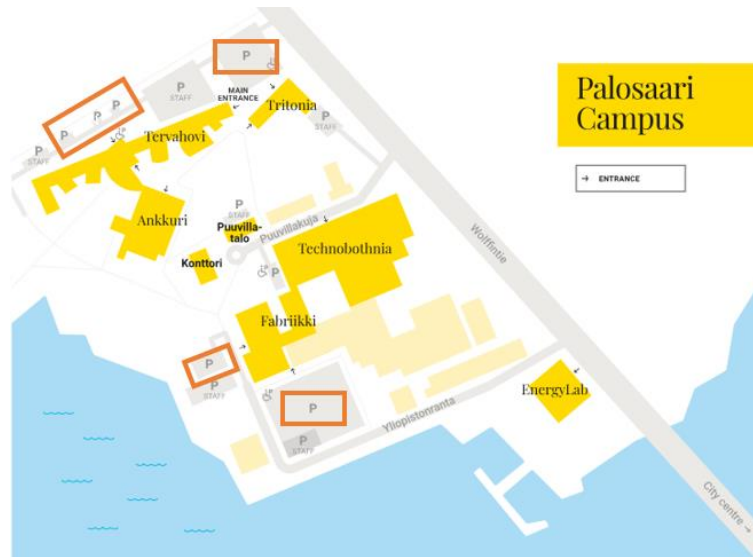 Palosaari
Campus
→ ENTRANCE
P
P
STAFF
MAIN
ENTRANCE
Tritonia
P
STAFF
P
P
P
P
STAFF
Tervahovi
Ankkuri
P
STAFF
Puuvilla-
talo
Puuvillakuja
Konttori
P
Technobothnia
Wolffintie
Fabriikki
P
P
STAFF
P
P
STAFF
Yliopistonranta
EnergyLab
City centre →